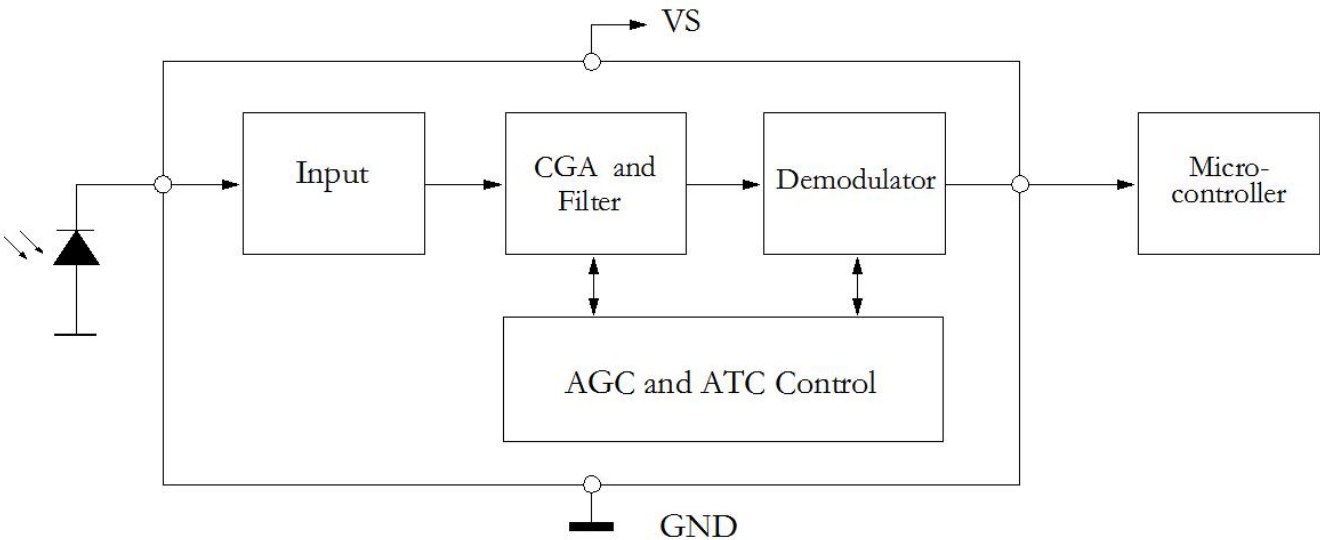 VS
Input
CGA and
Filter
Demodulator
Micro-
controller
AGC and ATC Control
GND